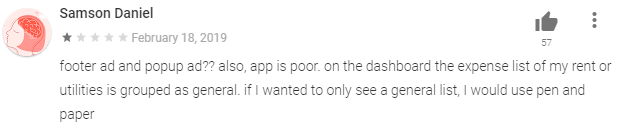 Samson Daniel
February 18, 2019
57
footer ad and popup ad?? also, app is poor. on the dashboard the expense list of my rent or
utilities is grouped as general. if I wanted to only see a general list, I would use pen and
paper